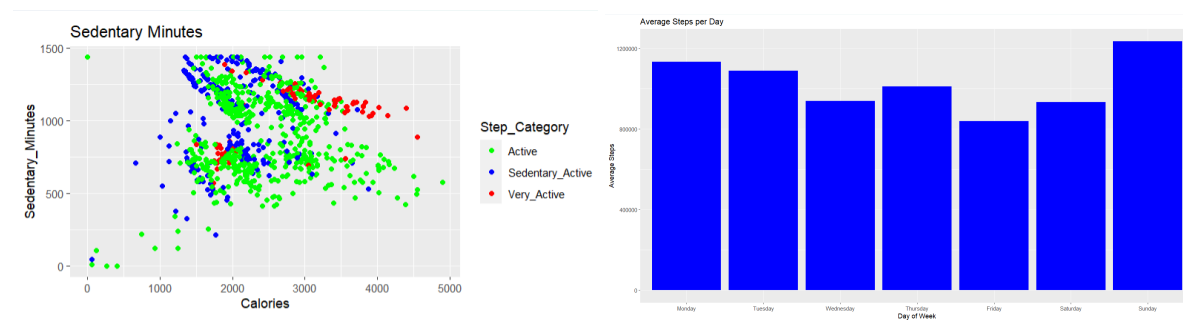 Sedentary Minutes
1500
1000
500
0
Sedentary_Minutes
0 1000 2000 3000 4000 5000
Calories
Step_Category
Active
Sedentary_Active
Very_Active
Average Steps per Day
1200000
800000
400000
0
Average Steps
Monday Tuesday Wednesday Thursday Friday Saturday Sunday
Day of Week